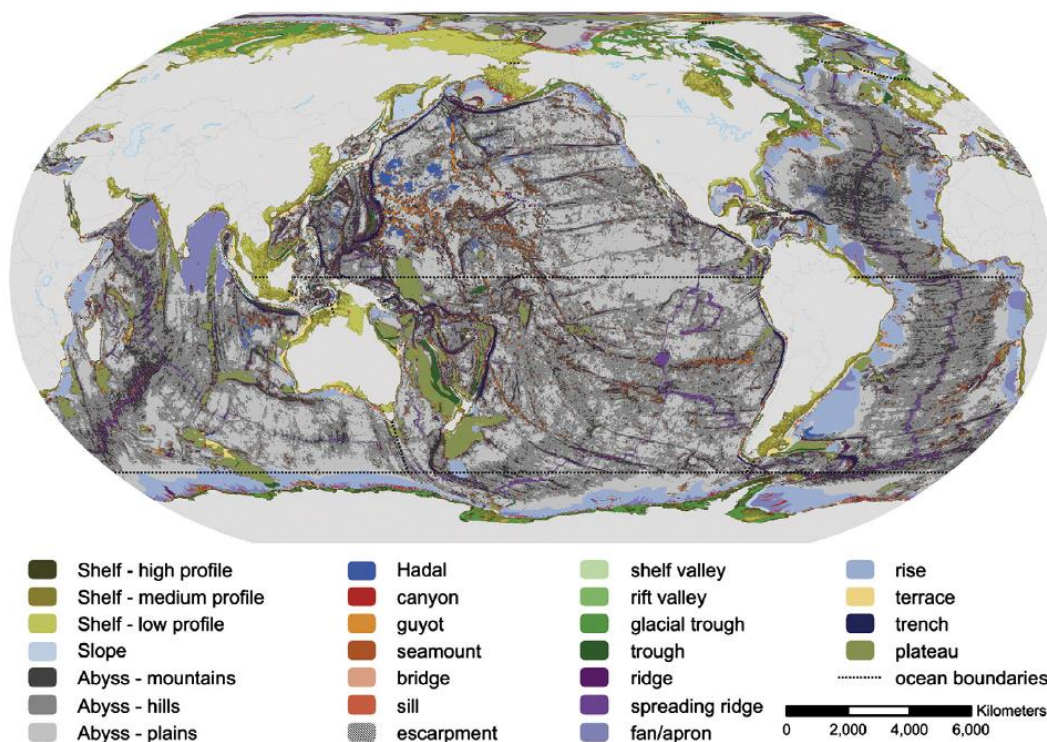 Shelf - high profile
Shelf - medium profile
Shelf - low profile
Slope
Abyss - mountains
Abyss - hills
Abyss - plains
Hadal
canyon
guyot
seamount
bridge
sill
escarpment
shelf valley
rift valley
glacial trough
trough
ridge
spreading ridge
fan/apron
rise
terrace
trench
plateau
ocean boundaries
Kilometers
0 2,000 4,000 6,000